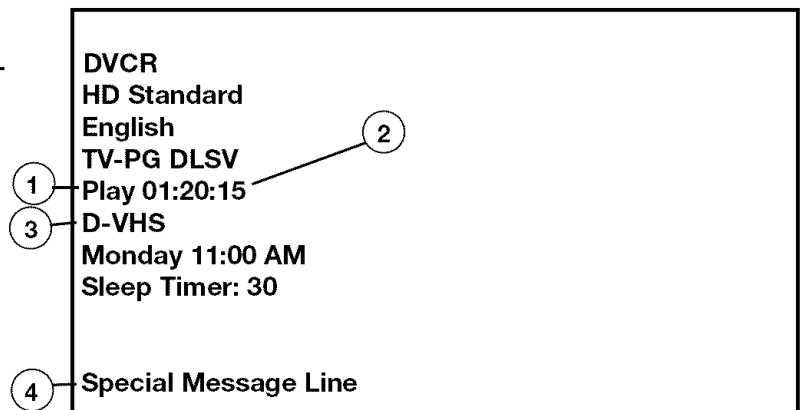 DVCR
HD Standard
English
2
TV-PG DLSV
1
Play 01:20:15
3
D-VHS
Monday 11:00 AM
Sleep Timer: 30
4
Special Message Line